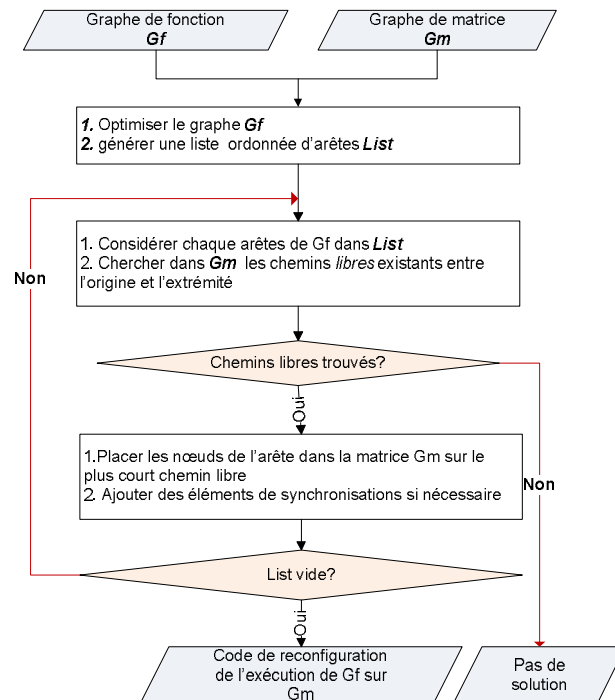 Graphe de fonction
Gf
Graphe de matrice
Gm
1. Optimiser le graphe Gf
2. générer une liste ordonnée d'arêtes List
1. Considérer chaque arêtes de Gf dans List
2. Chercher dans Gm les chemins libres existants entre
l'origine et l'extrémité
Non
Chemins libres trouvés?
Oui
1.Placer les nœuds de l'arête dans la matrice Gm sur le
plus court chemin libre
2. Ajouter des éléments de synchronisations si nécessaire
Non
List vide?
Oui
Code de reconfiguration
de l'exécution de Gf sur
Gm
Pas de
solution